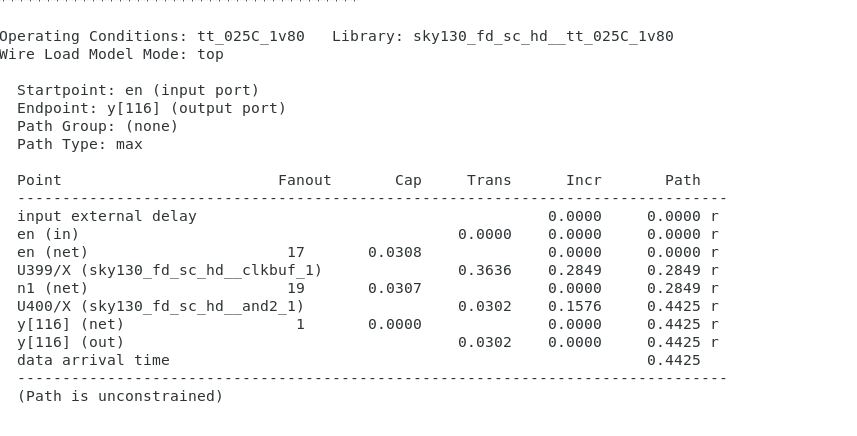 Operating Conditions: tt_025C_1v80   Library: sky130_fd_sc_hd__tt_025C_1v80
Wire Load Model Mode: top
Startpoint: en (input port)
Endpoint: y[116] (output port)
Path Group: (none)
Path Type: max
Point                        Fanout       Cap     Trans      Incr       Path
-------------------------------------------------------------------------------
input external delay                                       0.0000     0.0000 r
en (in)                                          0.0000    0.0000     0.0000 r
en (net)                      17       0.0308              0.0000     0.0000 r
U399/X (sky130_fd_sc_hd__clkbuf_1)               0.3636    0.2849     0.2849 r
n1 (net)                      19       0.0307              0.0000     0.2849 r
U400/X (sky130_fd_sc_hd__and2_1)                 0.0302    0.1576     0.4425 r
y[116] (net)                   1       0.0000              0.0000     0.4425 r
y[116] (out)                                     0.0302    0.0000     0.4425 r
data arrival time                                                     0.4425
-------------------------------------------------------------------------------
(Path is unconstrained)